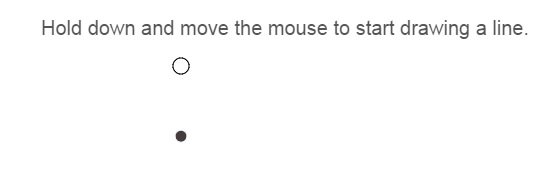 Hold down and move the mouse to start drawing a line.